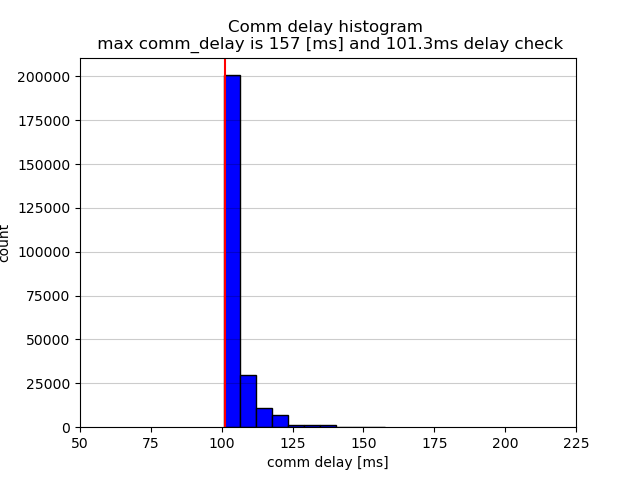 Comm delay histogram
max comm_delay is 157 [ms] and 101.3ms delay check
200000
175000
150000
125000
100000
75000
50000
25000
0
count
50 75 100 125 150 175 200 225
comm delay [ms]